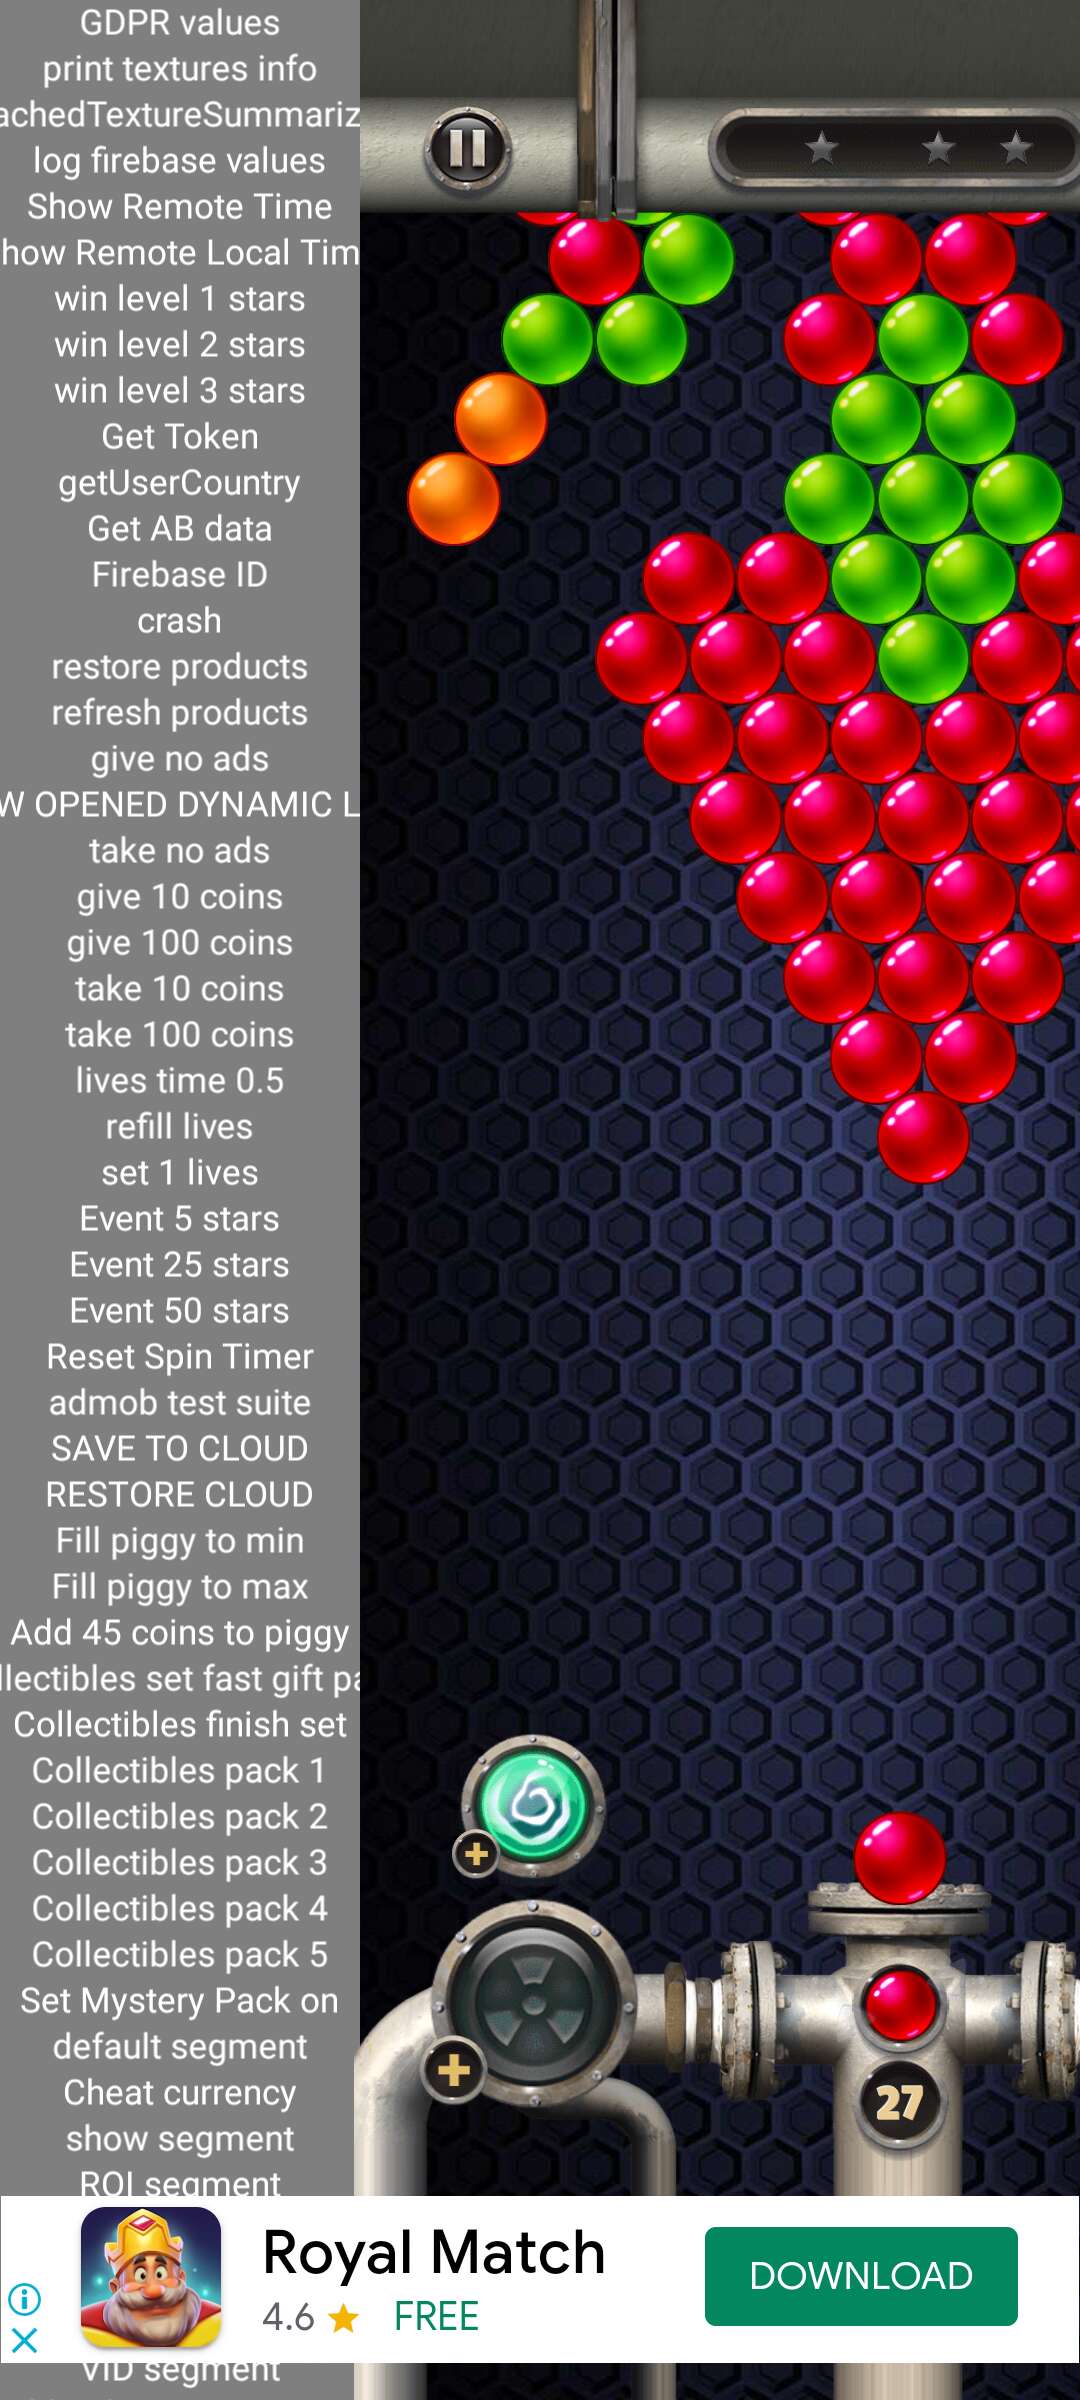 GDPR values
print textures info
achedTextureSummariz
log firebase values
Show Remote Time
how Remote Local Tim
win level 1 stars
win level 2 stars
win level 3 stars
Get Token
getUserCountry
Get AB data
Firebase ID
crash
restore products
refresh products
give no ads
W OPENED DYNAMIC L
take no ads
give 10 coins
give 100 coins
take 10 coins
take 100 coins
lives time 0.5
refill lives
set 1 lives
Event 5 stars
Event 25 stars
Event 50 stars
Reset Spin Timer
admob test suite
SAVE TO CLOUD
RESTORE CLOUD
Fill piggy to min
Fill piggy to max
Add 45 coins to piggy
llectibles set fast gift pa
Collectibles finish set
Collectibles pack 1
Collectibles pack 2
Collectibles pack 3
Collectibles pack 4
Collectibles pack 5
Set Mystery Pack on
default segment
Cheat currency
show segment
ROI segment
27
Royal Match
4.6 ★ FREE
DOWNLOAD
VID segment